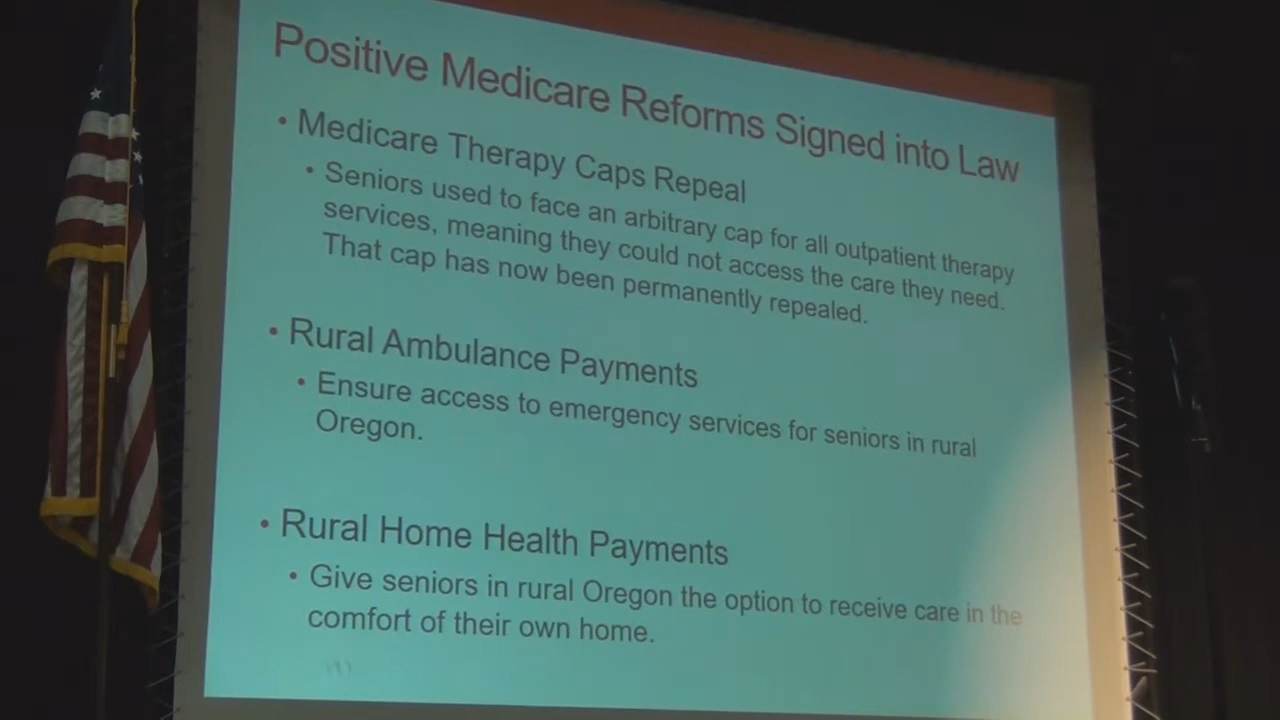 Positive Medicare Reforms Signed into Law
• Medicare Therapy Caps Repeal
• Seniors used to face an arbitrary cap for all outpatient therapy
services, meaning they could not access the care they need.
That cap has now been permanently repealed.
• Rural Ambulance Payments
• Ensure access to emergency services for seniors in rural
Oregon.
• Rural Home Health Payments
• Give seniors in rural Oregon the option to receive care in the
comfort of their own home.